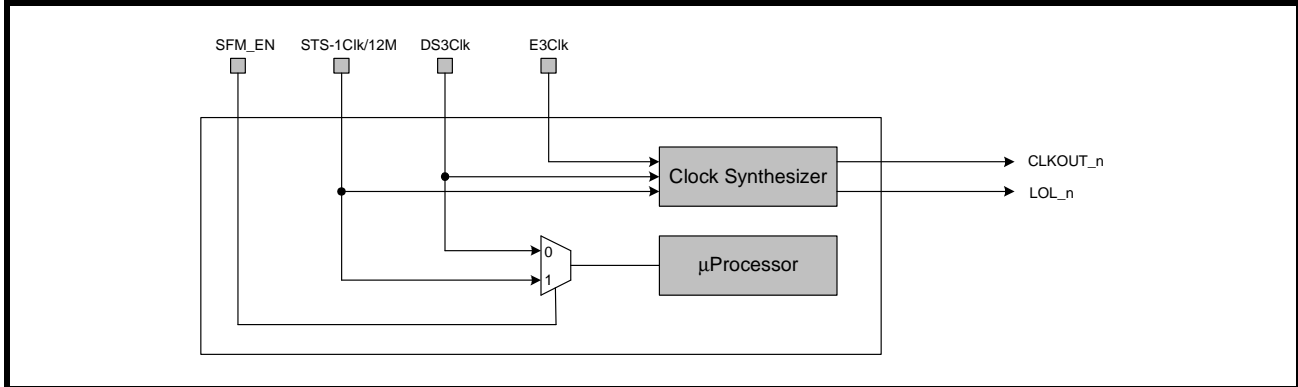 SFM_EN STS-1Clk/12M DS3Clk E3Clk
Clock Synthesizer
CLKOUT_n
LOL_n
0
1
μProcessor